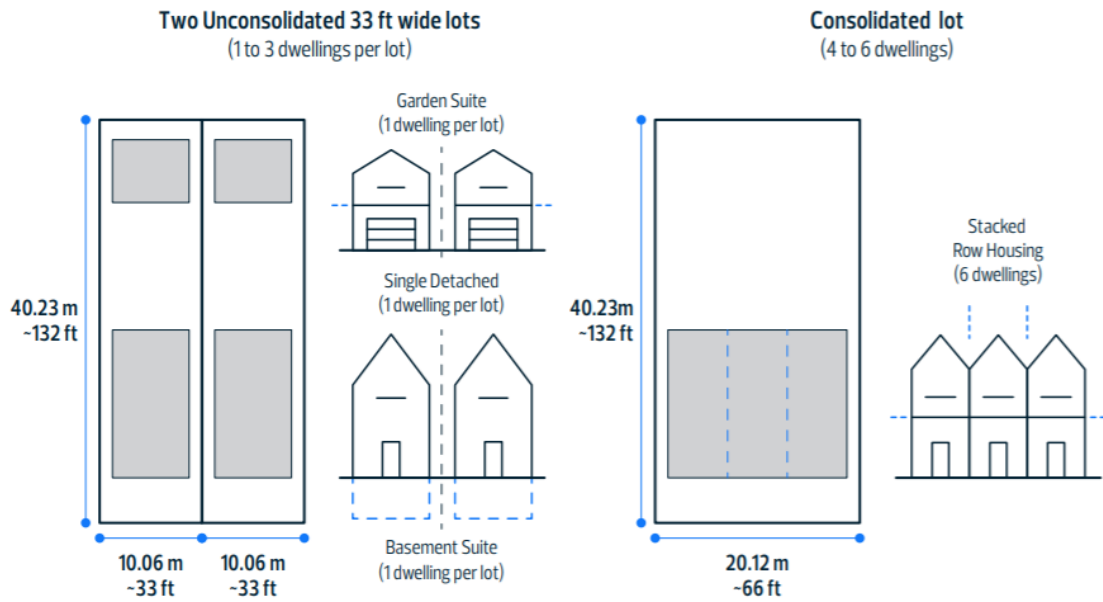 Two Unconsolidated 33 ft wide lots
(1 to 3 dwellings per lot)
Garden Suite
(1 dwelling per lot)
Single Detached
(1 dwelling per lot)
40.23 m
~132 ft
Basement Suite
(1 dwelling per lot)
10.06 m
~33 ft
10.06 m
~33 ft
Consolidated lot
(4 to 6 dwellings)
Stacked
Row Housing
(6 dwellings)
40.23m
~132 ft
20.12 m
~66 ft